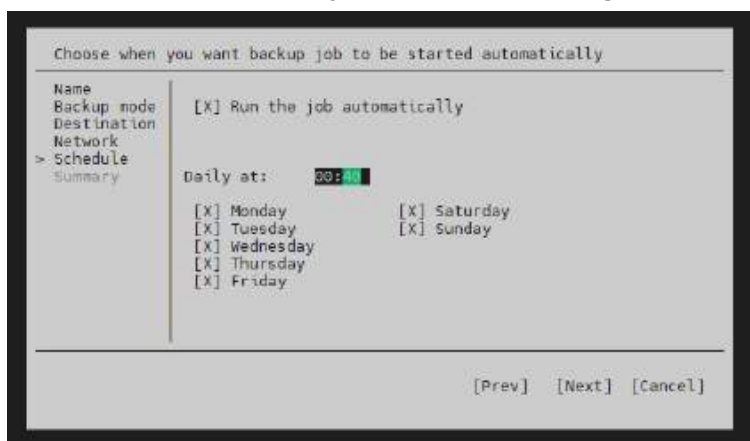 Choose when you want backup job to be started automatically
Name
Backup mode
Destination
Network
> Schedule
Summary
[X] Run the job automatically
Daily at: 00:40
[X] Monday
[X] Tuesday
[X] Wednesday
[X] Thursday
[X] Friday
[X] Saturday
[X] Sunday
[Prev] [Next] [Cancel]